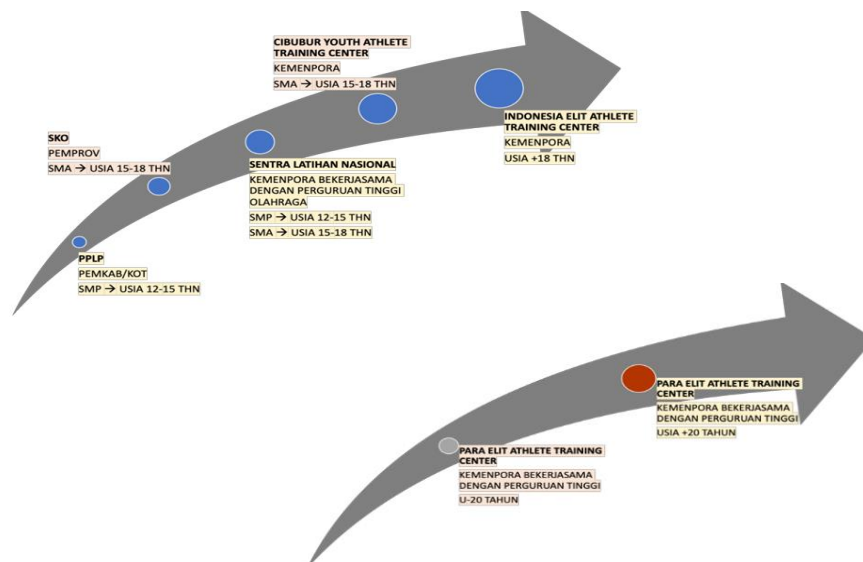 CIBUBUR YOUTH ATHLETE
TRAINING CENTER
KEMENPORA
SMA → USIA 15-18 THN
INDONESIA ELIT ATHLETE
TRAINING CENTER
KEMENPORA
USIA +18 THN
SKO
PEMPROV
SMA → USIA 15-18 THN
SENTRA LATIHAN NASIONAL
KEMENPORA BEKERJASAMA
DENGAN PERGURUAN TINGGI
OLAHRAGA
SMP → USIA 12-15 THN
SMA → USIA 15-18 THN
PPLP
PEMKAB/KOT
SMP → USIA 12-15 THN
PARA ELIT ATHLETE TRAINING
CENTER
KEMENPORA BEKERJASAMA
DENGAN PERGURUAN TINGGI
USIA +20 TAHUN
PARA ELIT ATHLETE TRAINING
CENTER
KEMENPORA BEKERJASAMA
DENGAN PERGURUAN TINGGI
U-20 TAHUN